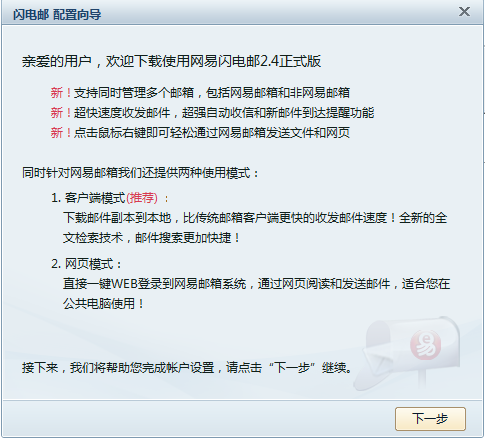 闪电邮 配置向导
亲爱的用户，欢迎下载使用网易闪电邮2.4正式版
新！支持同时管理多个邮箱，包括网易邮箱和非网易邮箱
新！超快速度收发邮件，超强自动收信和新邮件到达提醒功能
新！点击鼠标右键即可轻松通过网易邮箱发送文件和网页
同时针对网易邮箱我们还提供两种使用模式：
1. 客户端模式(推荐) ：
下载邮件副本到本地，比传统邮箱客户端更快的收发邮件速度！全新的全
文检索技术，邮件搜索更加快捷！
2. 网页模式：
直接一键WEB登录到网易邮箱系统，通过网页阅读和发送邮件，适合您在
公共电脑使用！
易
接下来，我们将帮助您完成帐户设置，请点击“下一步”继续。
下一步